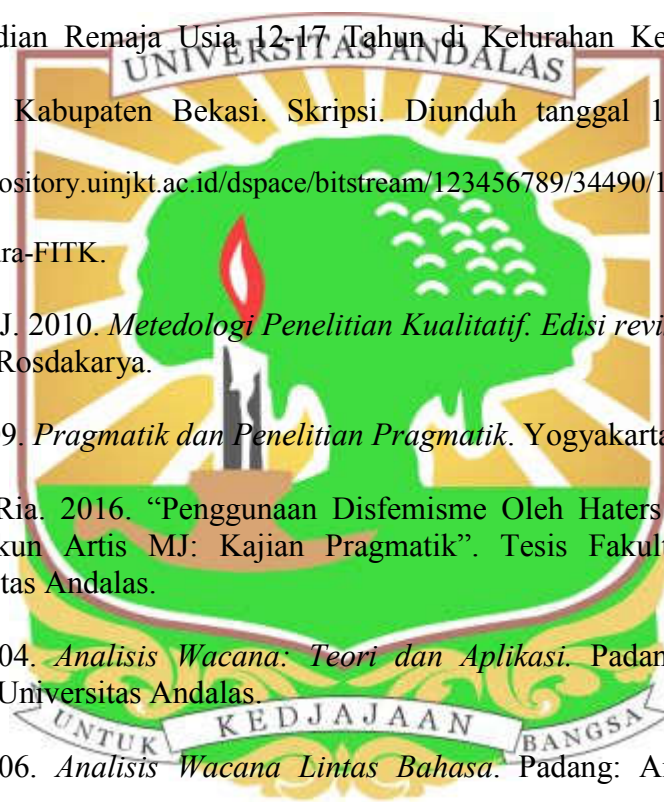 dian Remaja Usia 12-17 Tahun di Kelurahan Ke
UNIVERSITAS ANDALAS
Kabupaten Bekasi. Skripsi. Diunduh tanggal 1
ository.uinjkt.ac.id/dspace/bitstream/123456789/34490/1
ra-FITK.
J. 2010. Metedologi Penelitian Kualitatif. Edisi revi
Rosdakarya.
9. Pragmatik dan Penelitian Pragmatik. Yogyakarta
Ria. 2016. “Penggunaan Disfemisme Oleh Haters
kun Artis MJ: Kajian Pragmatik”. Tesis Fakult
tas Andalas.
04. Analisis Wacana: Teori dan Aplikasi. Padan
Universitas Andalas.
UNTUK KEDJAJAAN BANGSA
06. Analisis Wacana Lintas Bahasa. Padang: A